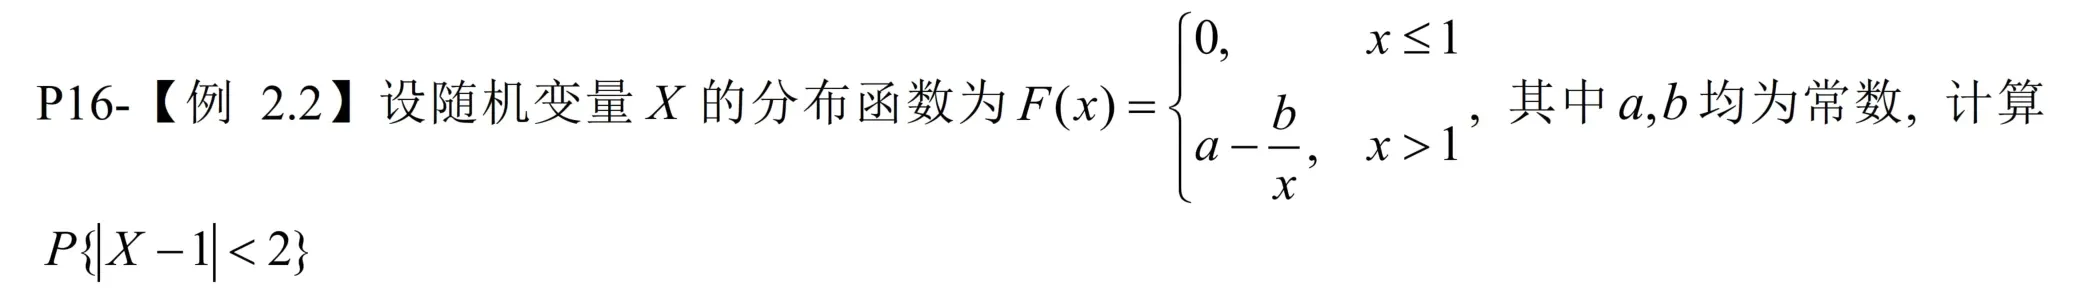 P16-【例 2.2】设随机变量 X 的分布函数为 $F(x)=\begin{cases}0, & x\le 1\\ a-\dfrac{b}{x}, & x>1\end{cases}$, 其中 a,b 均为常数, 计算
$P\{|X-1|<2\}$